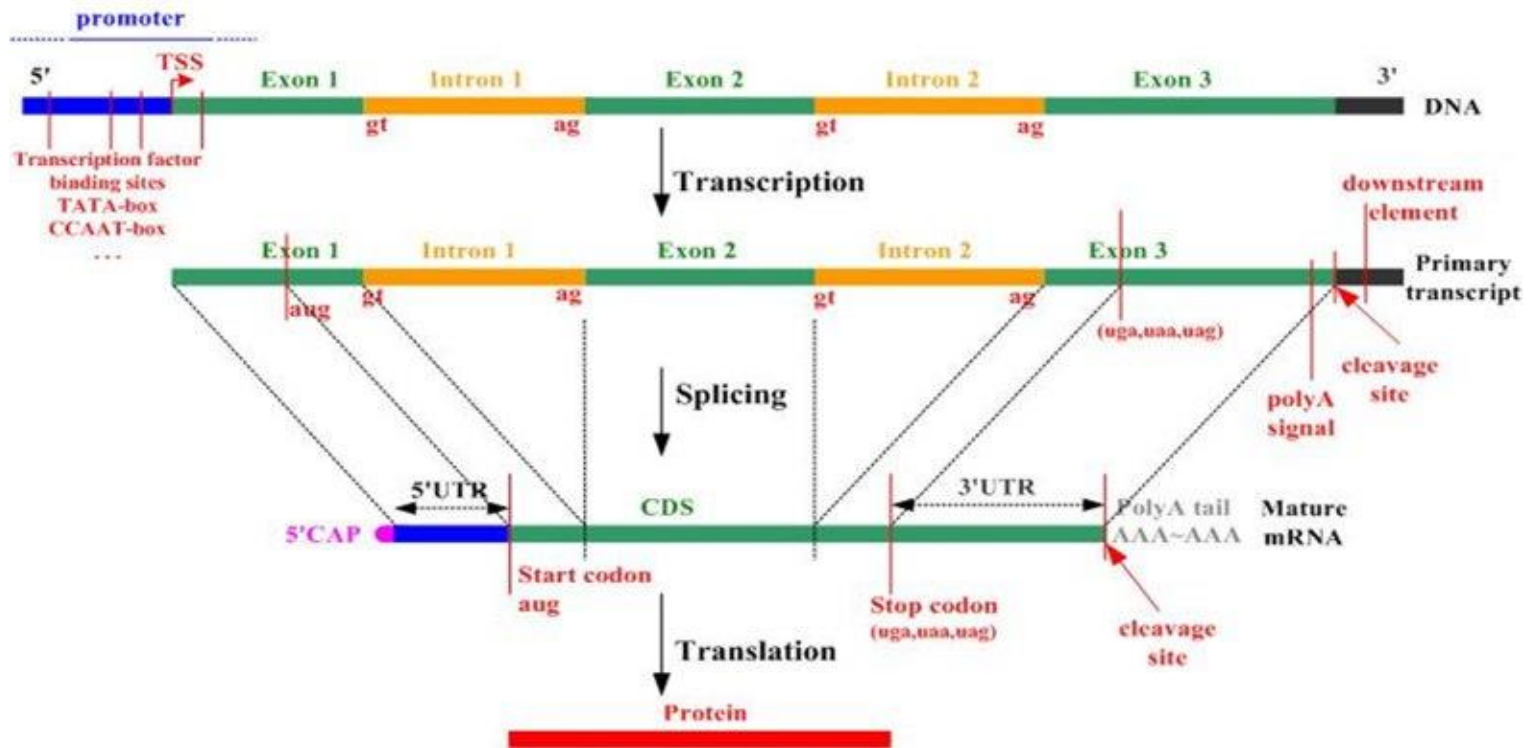 promoter
5'
TSS
Exon 1
Intron 1
Exon 2
Intron 2
Exon 3
3'
DNA
gt
ag
gt
ag
Transcription factor
binding sites
TATA-box
CCAAT-box
...
Transcription
downstream
element
Exon 1
Intron 1
Exon 2
Intron 2
Exon 3
Primary
transcript
aug
gt
ag
gt
ag
(uga,uaa,uag)
cleavage
site
polyA
signal
Splicing
5'UTR
CDS
3'UTR
5'CAP
PolyA tail
AAA~AAA
Mature
mRNA
Start codon
aug
Stop codon
(uga,uaa,uag)
cleavage
site
Translation
Protein